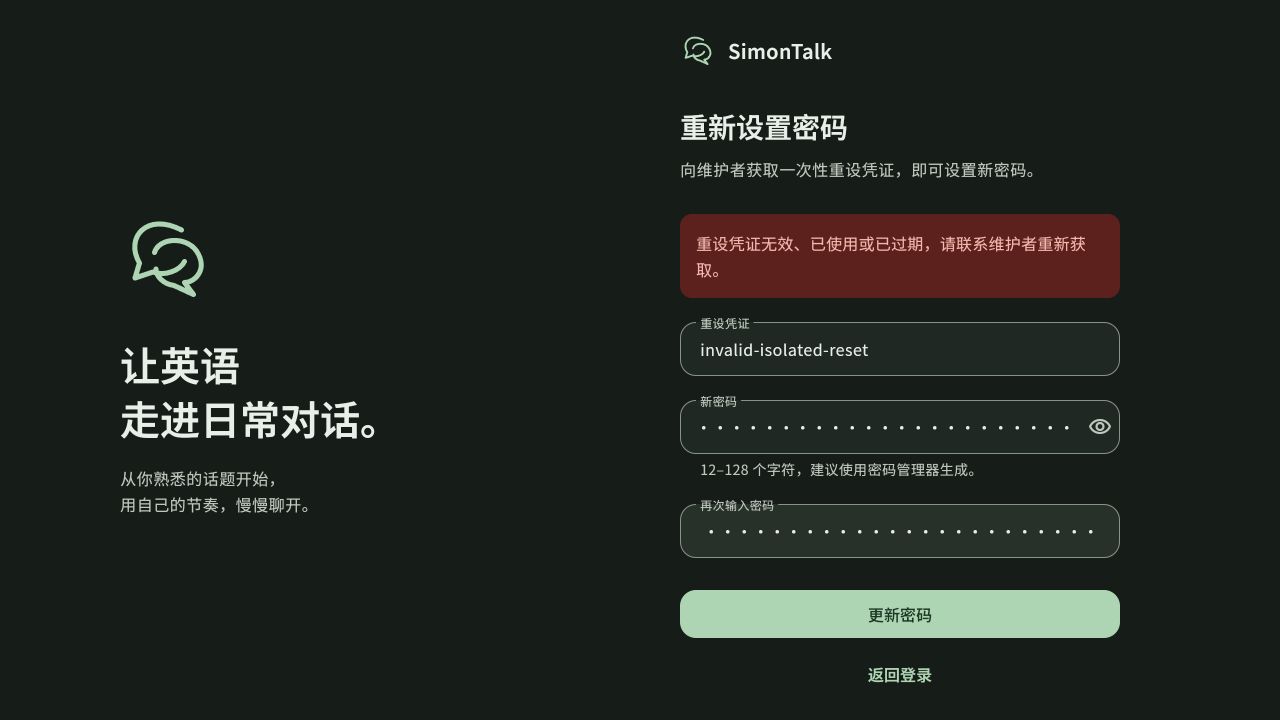 SimonTalk
重新设置密码
向维护者获取一次性重设凭证，即可设置新密码。
重设凭证无效、已使用或已过期，请联系维护者重新获
取。
重设凭证
invalid-isolated-reset
新密码
12–128 个字符，建议使用密码管理器生成。
再次输入密码
更新密码
返回登录
让英语
走进日常对话。
从你熟悉的话题开始，
用自己的节奏，慢慢聊开。